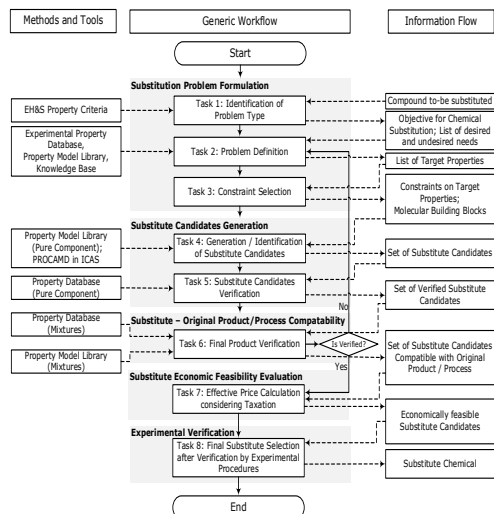 Methods and Tools
Generic Workflow
Information Flow
Start
Substitution Problem Formulation
EH&S Property Criteria
Task 1: Identification of
Problem Type
Compound to-be substituted
Objective for Chemical
Substitution; List of desired
and undesired needs
Experimental Property
Database,
Property Model Library,
Knowledge Base
Task 2: Problem Definition
List of Target Properties
Task 3: Constraint Selection
Constraints on Target
Properties;
Molecular Building Blocks
Substitute Candidates Generation
Property Model Library
(Pure Component);
PROCAMD in ICAS
Task 4: Generation / Identification
of Substitute Candidates
Set of Substitute Candidates
Property Database
(Pure Component)
Task 5: Substitute Candidates
Verification
Set of Verified Substitute
Candidates
No
Substitute – Original Product/Process Compatability
Property Database
(Mixtures)
Property Model Library
(Mixtures)
Task 6: Final Product Verification
Is Verified?
Yes
Set of Substitute Candidates
Compatible with Original
Product / Process
Substitute Economic Feasibility Evaluation
Task 7: Effective Price Calculation
considering Taxation
Economically feasible
Substitute Candidates
Experimental Verification
Task 8: Final Substitute Selection
after Verification by Experimental
Procedures
Substitute Chemical
End